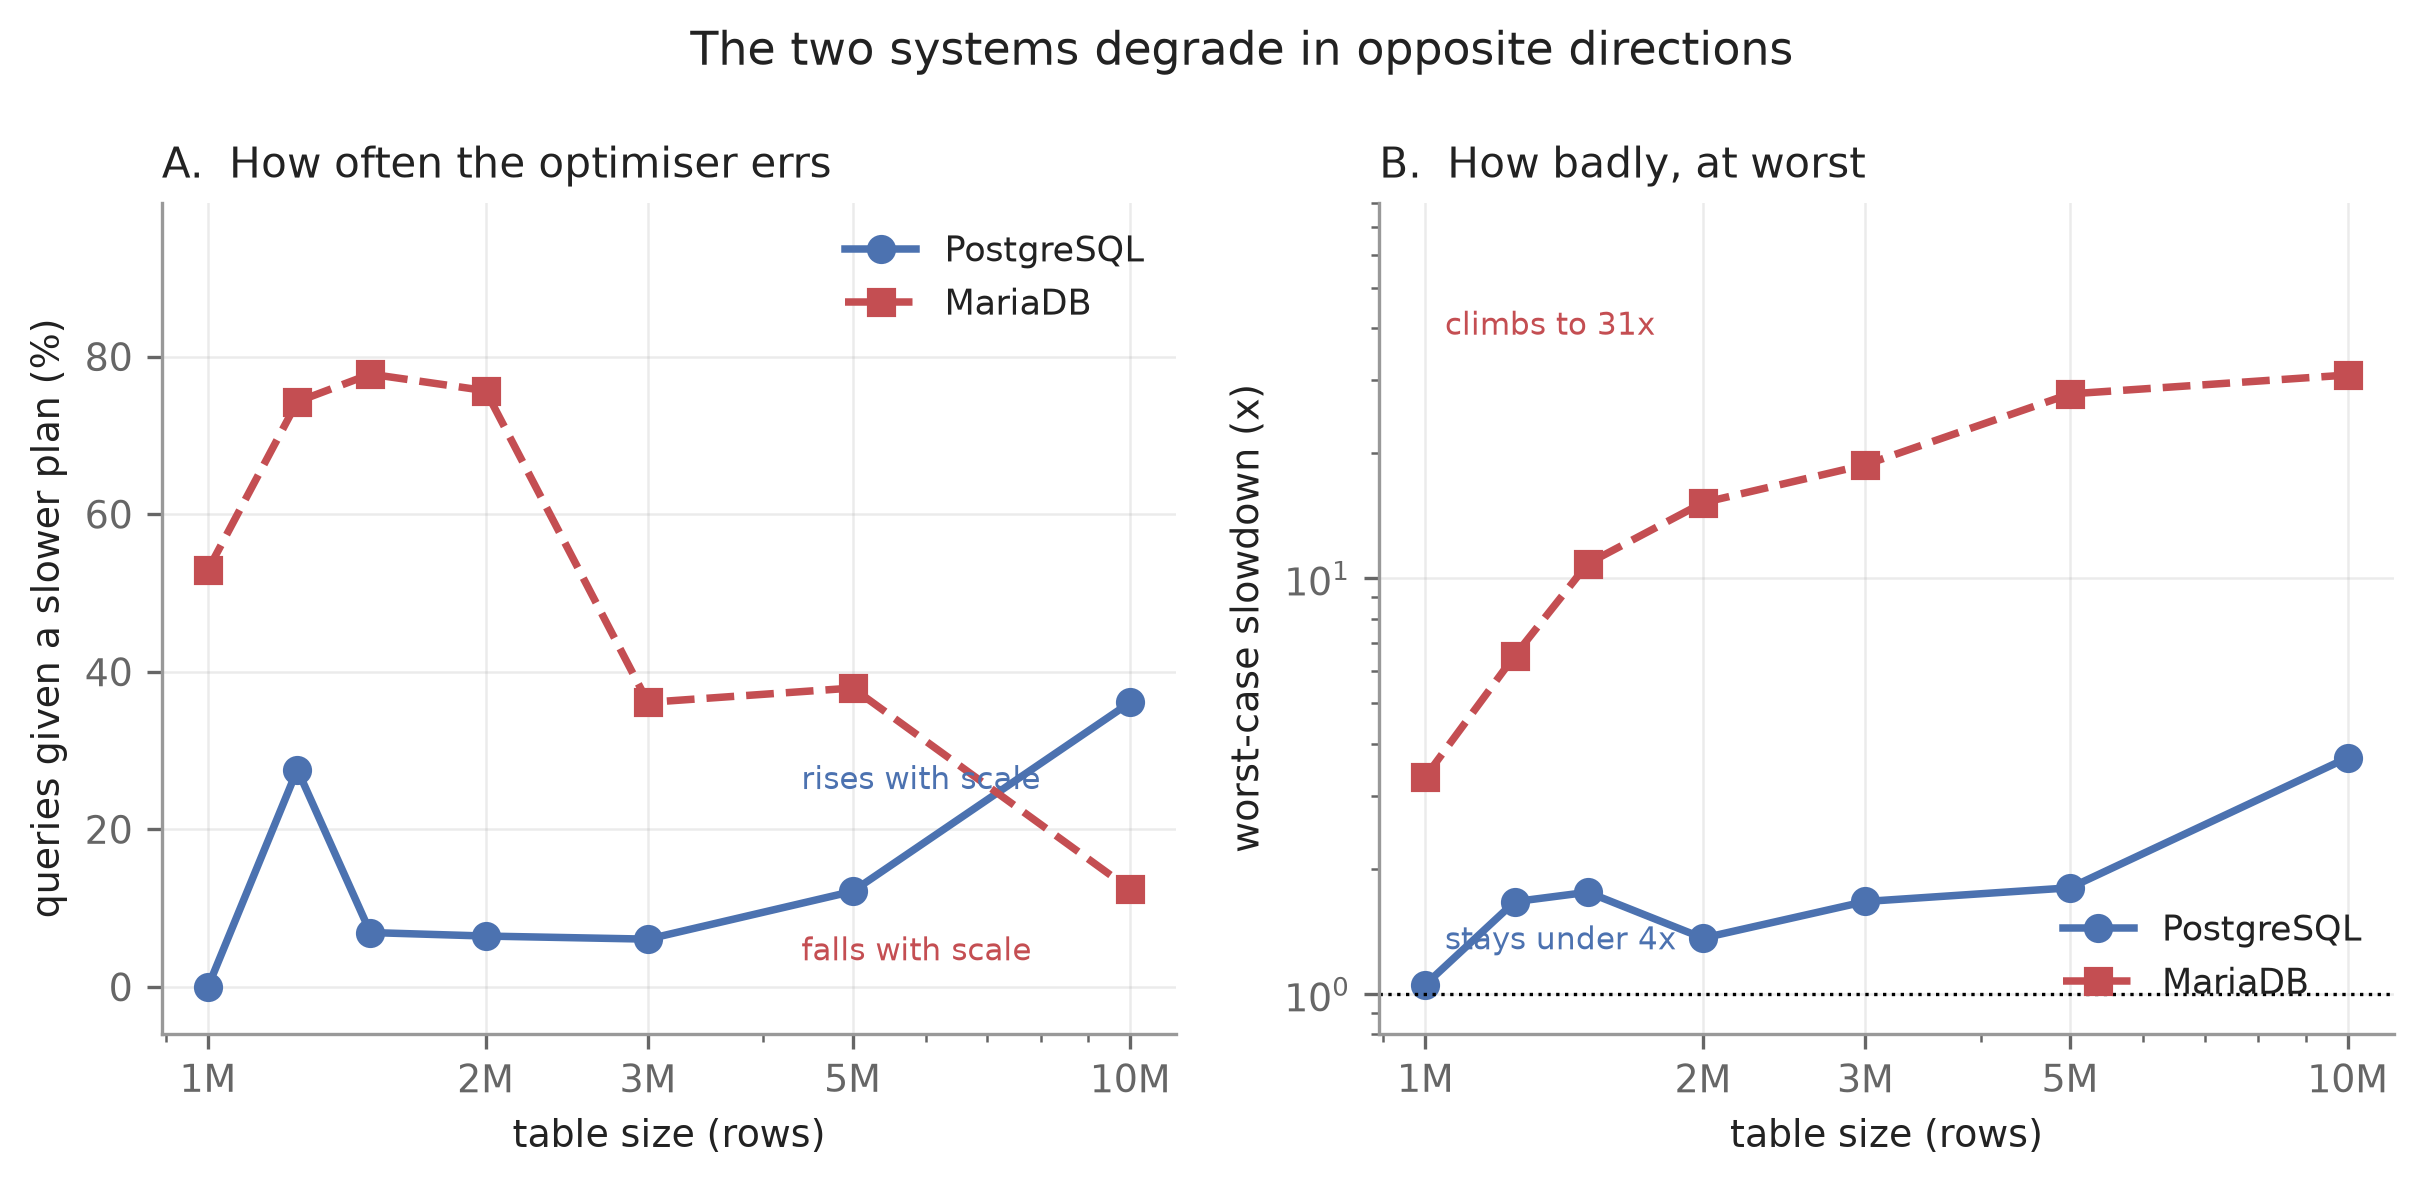 The two systems degrade in opposite directions
A. How often the optimiser errs
PostgreSQL
MariaDB
queries given a slower plan (%)
80
60
40
20
0
rises with scale
falls with scale
1M 2M 3M 5M 10M
table size (rows)
B. How badly, at worst
climbs to 31x
worst-case slowdown (x)
10¹
10⁰
stays under 4x
PostgreSQL
MariaDB
1M 2M 3M 5M 10M
table size (rows)